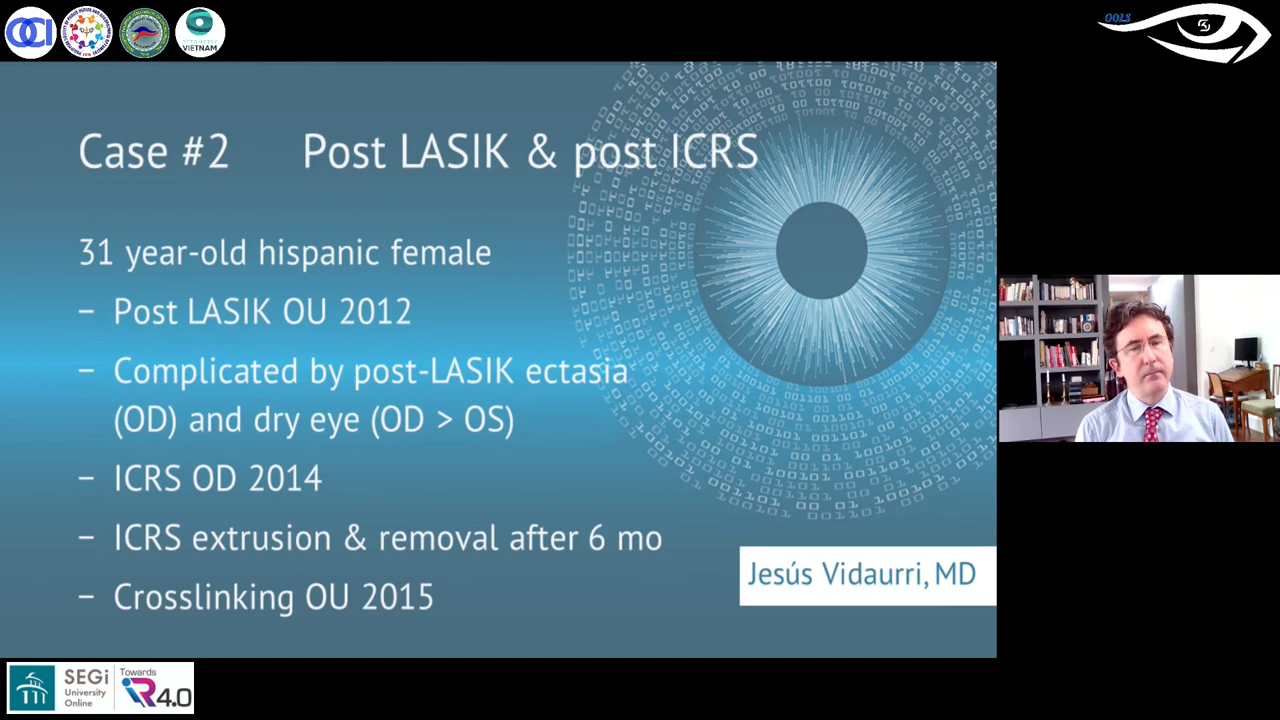 OCI
VIETNAM
OOLS
Case #2 Post LASIK & post ICRS
31 year-old hispanic female
– Post LASIK OU 2012
– Complicated by post-LASIK ectasia
(OD) and dry eye (OD > OS)
– ICRS OD 2014
– ICRS extrusion & removal after 6 mo
– Crosslinking OU 2015
Jesús Vidaurri, MD
SEGi
University
Online
Towards
iR4.0